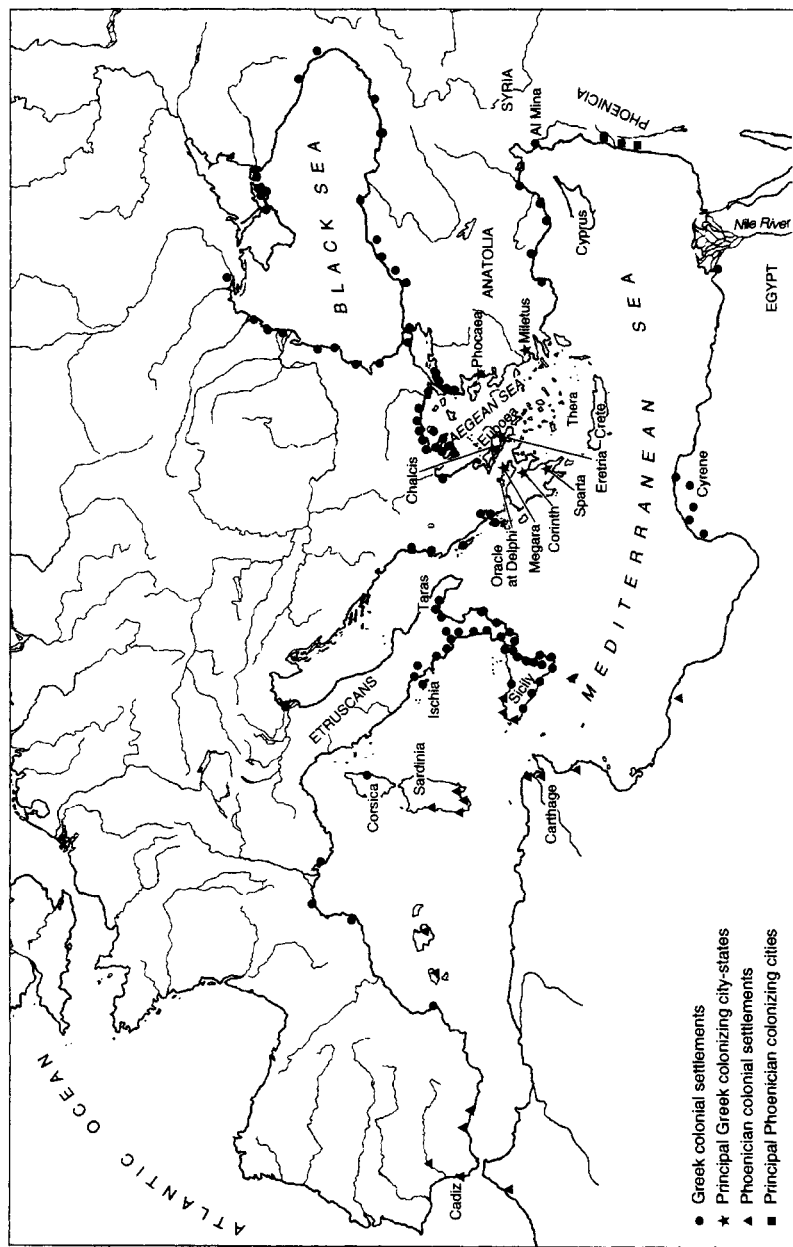 ATLANTIC OCEAN
BLACK SEA
SYRIA
Al Mina
PHOENICIA
ANATOLIA
Cyprus
Nile River
EGYPT
Phocaea
Miletus
AEGEAN SEA
Euboea
Thera
Crete
Chalcis
Eretria
Sparta
Corinth
Megara
Oracle
at Delphi
Cyrene
MEDITERRANEAN SEA
Taras
ETRUSCANS
Ischia
Sicily
Corsica
Sardinia
Carthage
Cadiz
Greek colonial settlements
Principal Greek colonizing city-states
Phoenician colonial settlements
Principal Phoenician colonizing cities